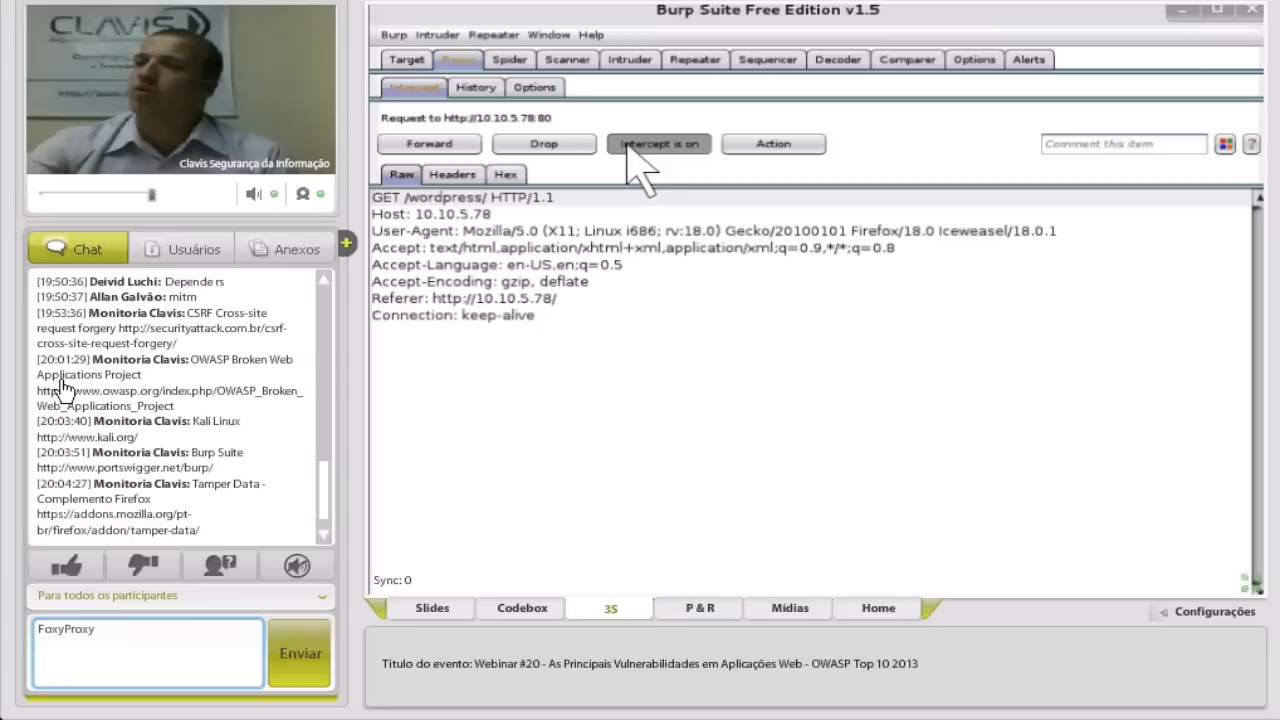 CLAVIS
Clavis Segurança da Informação
Chat
Usuários
Anexos
[19:50:36] Deivid Luchi: Depende rs
[19:50:37] Allan Galvão: mitm
[19:53:36] Monitoria Clavis: CSRF Cross-site
request forgery http://securityattack.com.br/csrf-
cross-site-request-forgery/
[20:01:29] Monitoria Clavis: OWASP Broken Web
Applications Project
www.owasp.org/index.php/OWASP_Broken_
Web_Applications_Project
[20:03:40] Monitoria Clavis: Kali Linux
http://www.kali.org/
[20:03:51] Monitoria Clavis: Burp Suite
http://www.portswigger.net/burp/
[20:04:27] Monitoria Clavis: Tamper Data -
Complemento Firefox
https://addons.mozilla.org/pt-
br/firefox/addon/tamper-data/
Para todos os participantes
FoxyProxy
Enviar
Burp Suite Free Edition v1.5
Burp Intruder Repeater Window Help
Target Proxy Spider Scanner Intruder Repeater Sequencer Decoder Comparer Options Alerts
Intercept History Options
Request to http://10.10.5.78:80
Forward Drop Intercept is on Action Comment this item ?
Raw Headers Hex
GET /wordpress/ HTTP/1.1
Host: 10.10.5.78
User-Agent: Mozilla/5.0 (X11; Linux i686; rv:18.0) Gecko/20100101 Firefox/18.0 Iceweasel/18.0.1
Accept: text/html,application/xhtml+xml,application/xml;q=0.9,*/*;q=0.8
Accept-Language: en-US,en;q=0.5
Accept-Encoding: gzip, deflate
Referer: http://10.10.5.78/
Connection: keep-alive
Sync: 0
Slides Codebox 3S P & R Mídias Home
Configurações
Titulo do evento: Webinar #20 - As Principais Vulnerabilidades em Aplicações Web - OWASP Top 10 2013